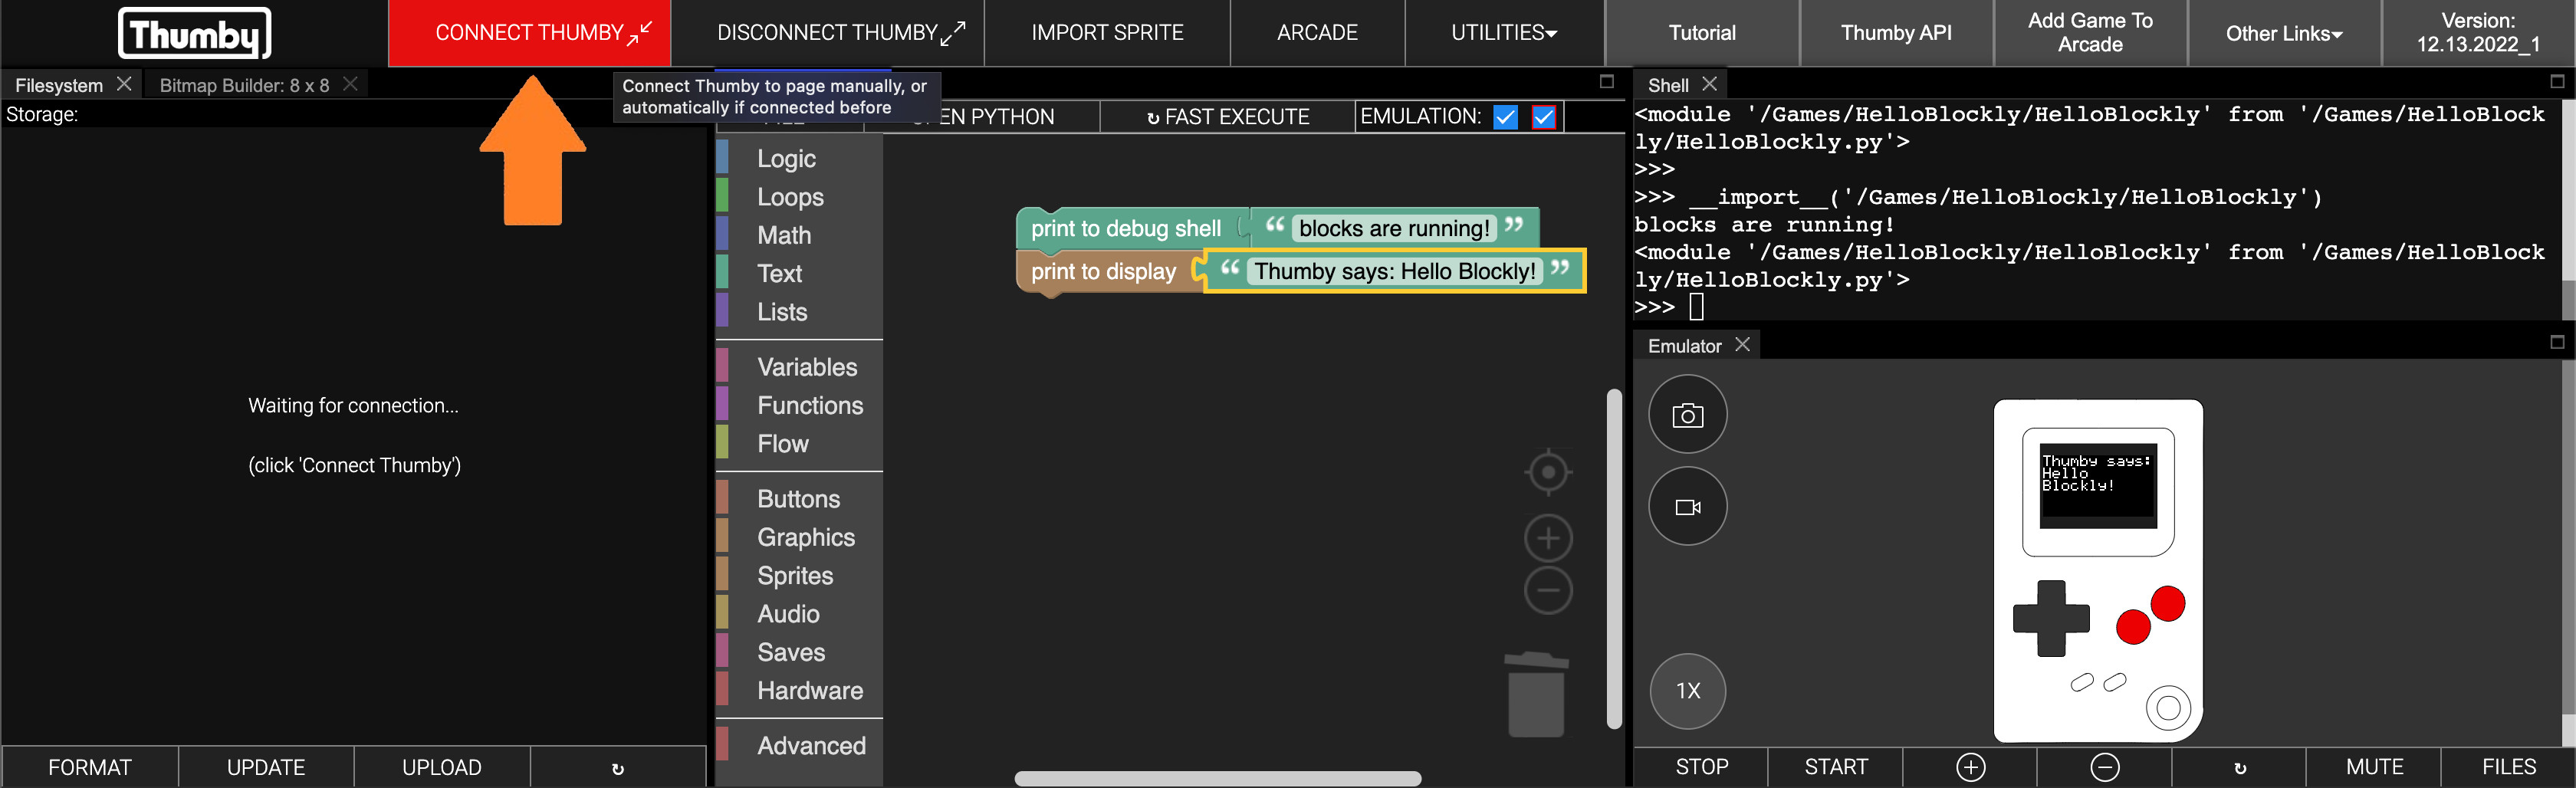 Thumby
CONNECT THUMBY
DISCONNECT THUMBY
IMPORT SPRITE
ARCADE
UTILITIES
Tutorial
Thumby API
Add Game To
Arcade
Other Links
Version:
12.13.2022_1
Filesystem
Bitmap Builder: 8 x 8
Storage:
Connect Thumby to page manually, or
automatically if connected before
PYTHON
FAST EXECUTE
EMULATION:
Waiting for connection...
(click 'Connect Thumby')
FORMAT
UPDATE
UPLOAD
Logic
Loops
Math
Text
Lists
Variables
Functions
Flow
Buttons
Graphics
Sprites
Audio
Saves
Hardware
Advanced
print to debug shell “ blocks are running! ”
print to display “ Thumby says: Hello Blockly! ”
Shell
<module '/Games/HelloBlockly/HelloBlockly' from '/Games/HelloBlock
ly/HelloBlockly.py'>
>>>
>>> __import__('/Games/HelloBlockly/HelloBlockly')
blocks are running!
<module '/Games/HelloBlockly/HelloBlockly' from '/Games/HelloBlock
ly/HelloBlockly.py'>
>>>
Emulator
Thumby says:
Hello
Blockly!
1X
STOP
START
MUTE
FILES